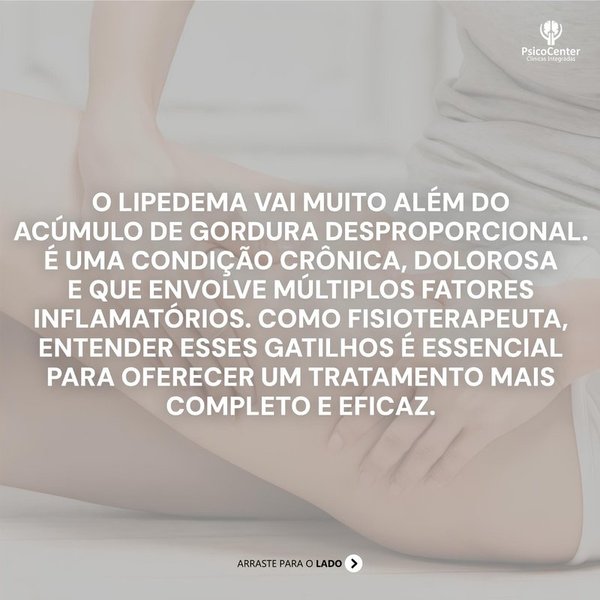 PsicoCenter
Clínicas Integradas
O LIPEDEMA VAI MUITO ALÉM DO
ACÚMULO DE GORDURA DESPROPORCIONAL.
É UMA CONDIÇÃO CRÔNICA, DOLOROSA
E QUE ENVOLVE MÚLTIPLOS FATORES
INFLAMATÓRIOS. COMO FISIOTERAPEUTA,
ENTENDER ESSES GATILHOS É ESSENCIAL
PARA OFERECER UM TRATAMENTO MAIS
COMPLETO E EFICAZ.
ARRASTE PARA O LADO